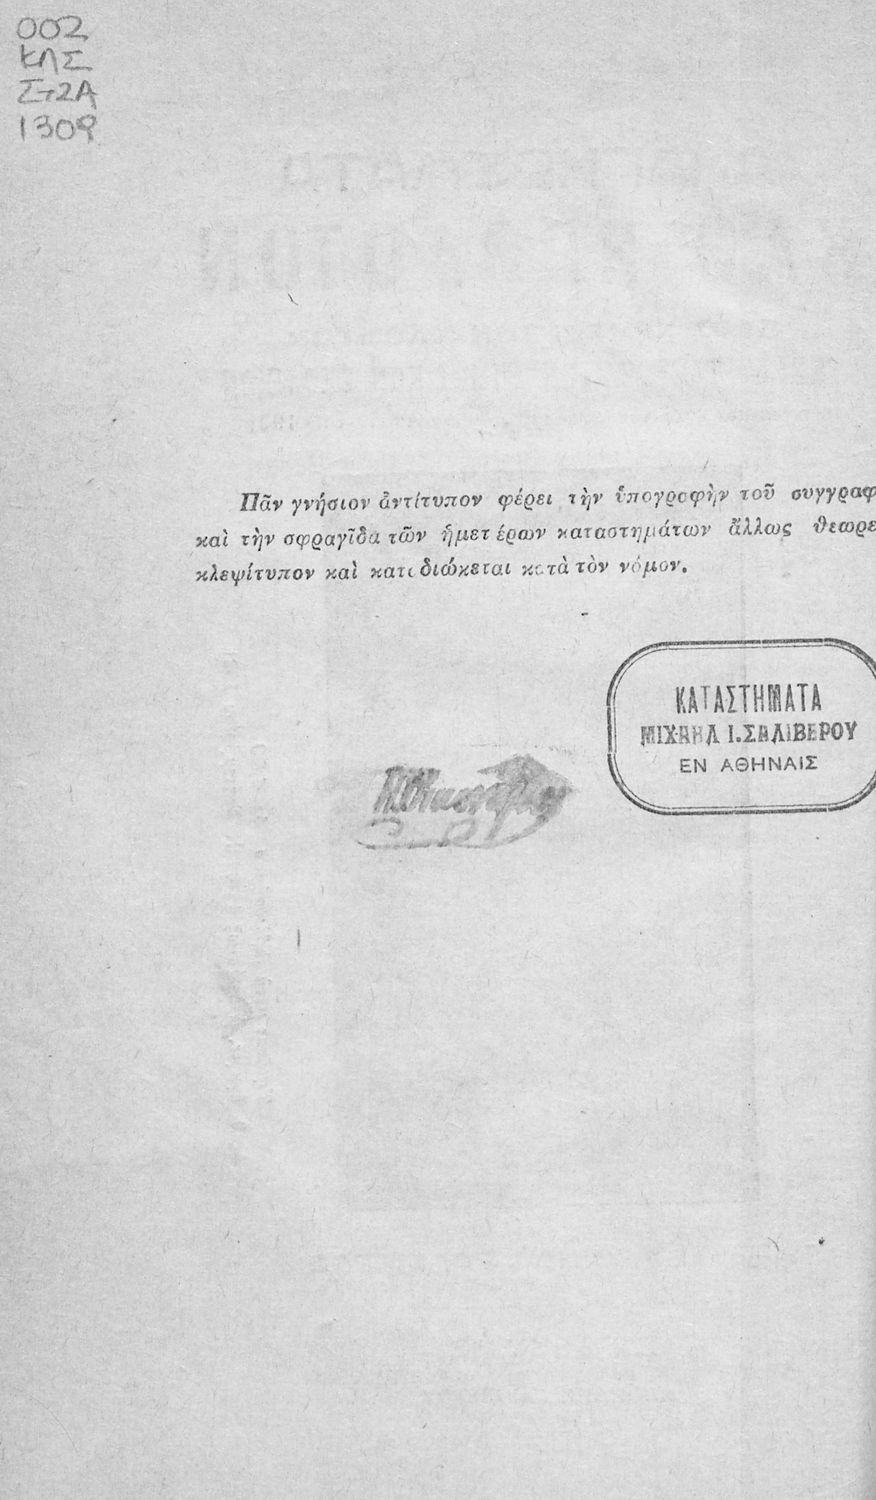 002
ΚΛΣ
ΣΤ2Α
1309
Πᾶν γνήσιον ἀντίτυπον φέρει τὴν ὑπογραφὴν τοῦ συγγραφ
καὶ τὴν σφραγῖδα τῶν ἡμετέρων καταστημάτων ἄλλως θεωρε
κλεψίτυπον καὶ καταδιώκεται κατὰ τὸν νόμον.
ΚΑΤΑΣΤΗΜΑΤΑ
ΜΙΧΑΗΛ Ι.ΣΑΛΙΒΕΡΟΥ
ΕΝ ΑΘΗΝΑΙΣ